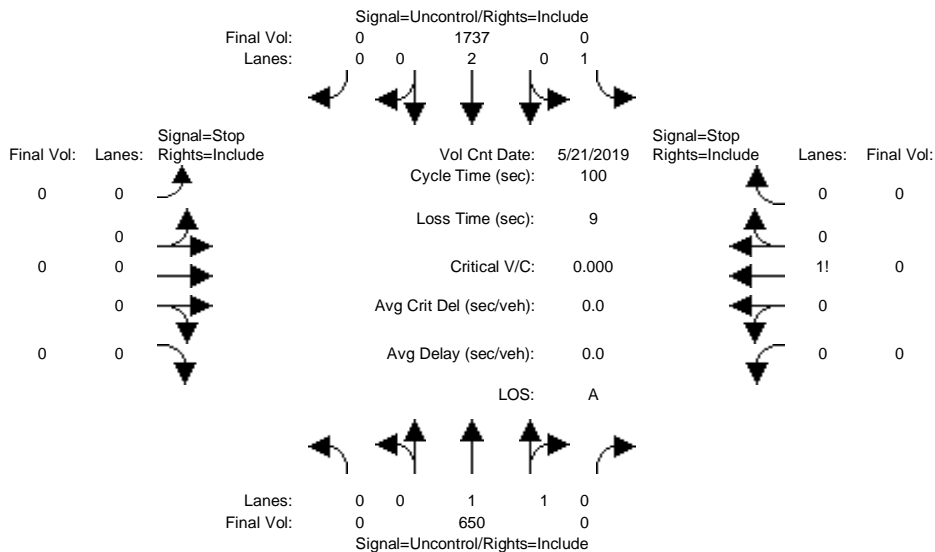 Signal=Uncontrol/Rights=Include
Final Vol: 0 1737 0
Lanes: 0 0 2 0 1
Signal=Stop
Final Vol: Lanes: Rights=Include
Vol Cnt Date: 5/21/2019
Signal=Stop
Rights=Include Lanes: Final Vol:
Cycle Time (sec): 100
0 0
0 0
Loss Time (sec): 9
0
0
0 0
Critical V/C: 0.000
1! 0
0
Avg Crit Del (sec/veh): 0.0
0
0 0
Avg Delay (sec/veh): 0.0
0 0
LOS: A
Lanes: 0 0 1 1 0
Final Vol: 0 650 0
Signal=Uncontrol/Rights=Include